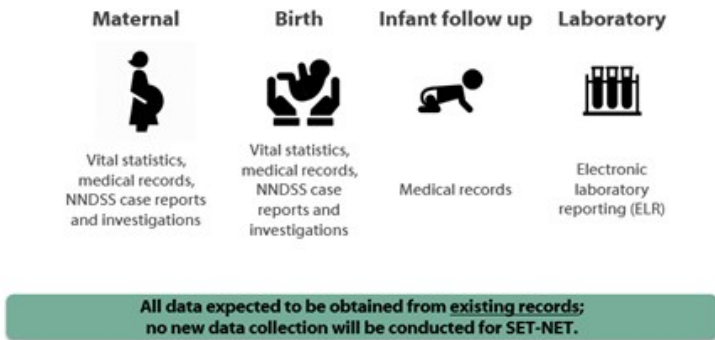 Maternal
Birth
Infant follow up
Laboratory
Vital statistics,
medical records,
NNDSS case reports
and investigations
Vital statistics,
medical records,
NNDSS case
reports and
investigations
Medical records
Electronic
laboratory
reporting (ELR)
All data expected to be obtained from existing records;
no new data collection will be conducted for SET-NET.